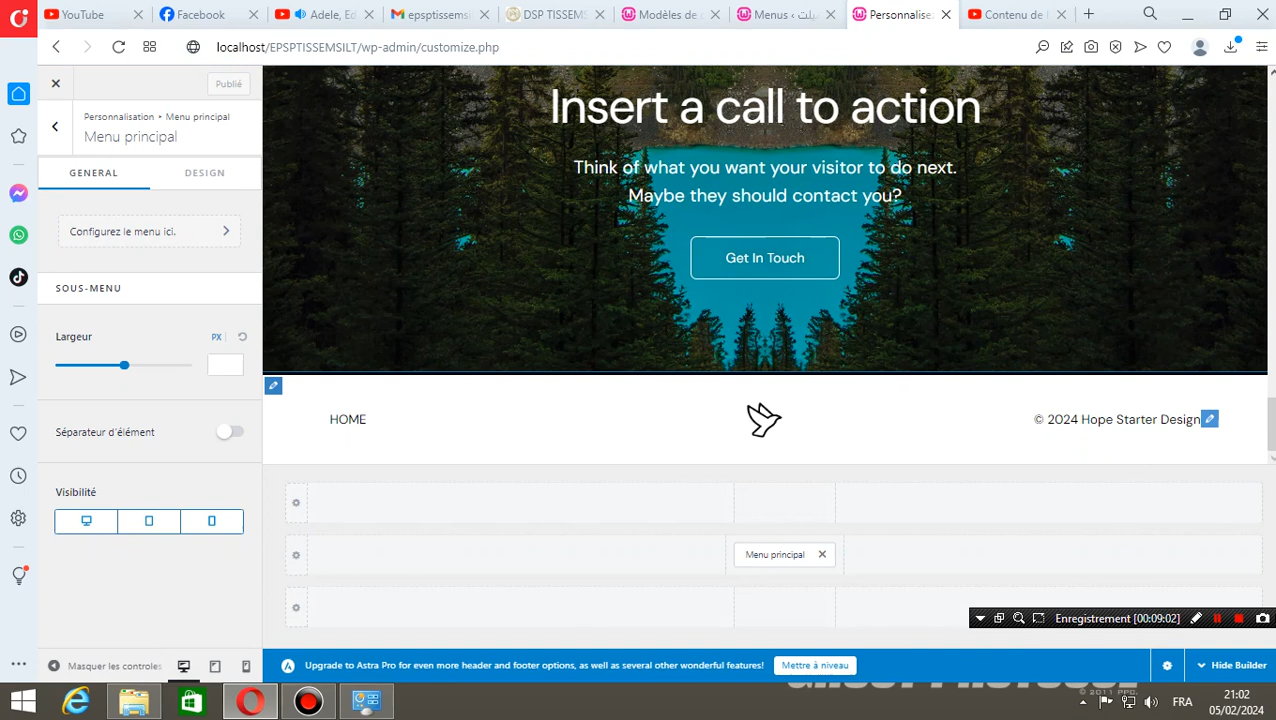 YouTube
Facebook
Adele, Ed
epsptissemsi
DSP TISSEMS
Modèles de c
Menus ‹ تيسمسيلت
Personnalise
Contenu de l
localhost/EPSPTISSEMSILT/wp-admin/customize.php
Publié
Personnalisation • Menu principal
Menu principal
GENERAL
DESIGN
Configurez le menu ici.
SOUS-MENU
Largeur
PX
Séparateur d'élément
Visibilité
Masquer les controles
Insert a call to action
Think of what you want your visitor to do next.
Maybe they should contact you?
Get In Touch
HOME
© 2024 Hope Starter Design
Menu principal
Enregistrement [00:09:02]
Upgrade to Astra Pro for even more header and footer options, as well as several other wonderful features!
Mettre à niveau
Hide Builder
© 2011 PPG.
FRA
21:02
05/02/2024